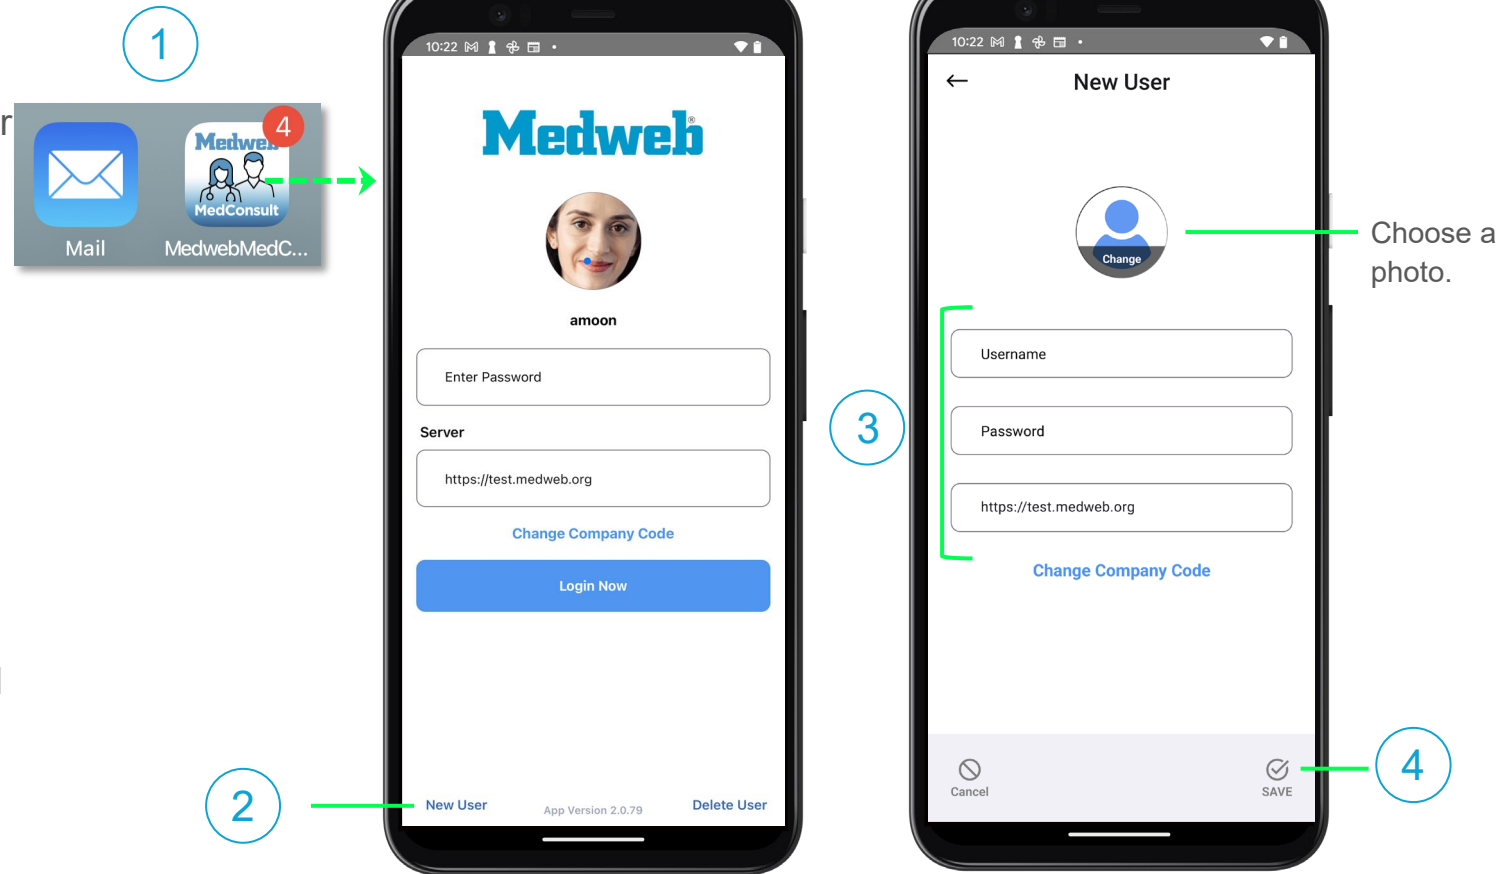 1
r
4
Medweb
MedConsult
Mail
MedwebMedC...
10:22
Medweb®
amoon
Enter Password
Server
https://test.medweb.org
Change Company Code
Login Now
New User
App Version 2.0.79
Delete User
2
3
10:22
New User
Change
Choose a
photo.
Username
Password
https://test.medweb.org
Change Company Code
Cancel
SAVE
4